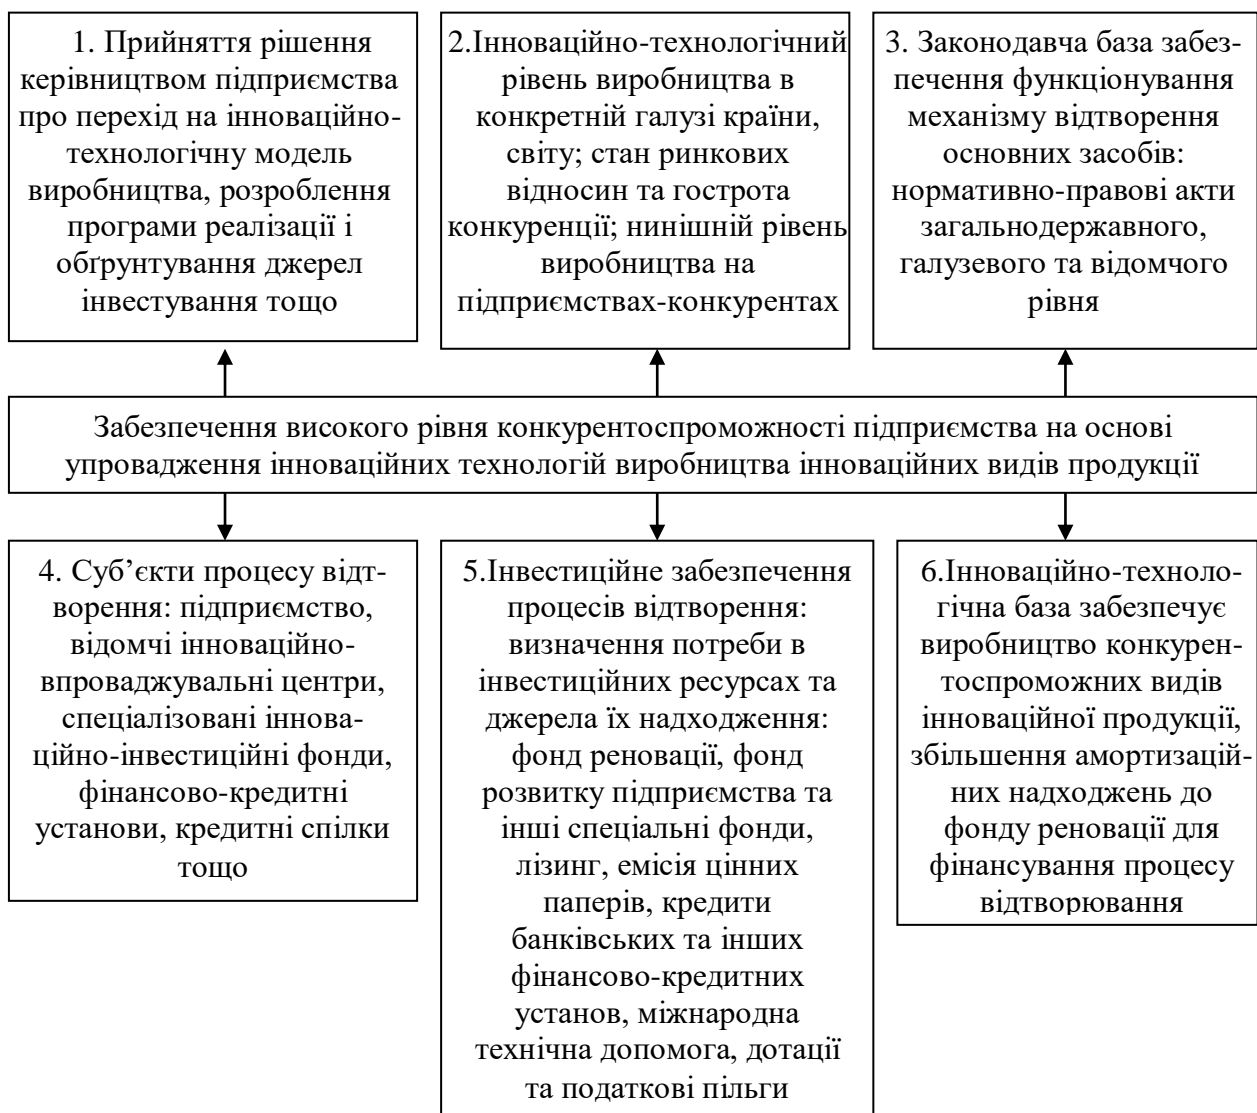 1. Прийняття рішення
керівництвом підприємства
про перехід на інноваційно-
технологічну модель
виробництва, розроблення
програми реалізації і
обґрунтування джерел
інвестування тощо
2.Інноваційно-технологічний
рівень виробництва в
конкретній галузі країни,
світу; стан ринкових
відносин та гострота
конкуренції; нинішній рівень
виробництва на
підприємствах-конкурентах
3. Законодавча база забез-
печення функціонування
механізму відтворення
основних засобів:
нормативно-правові акти
загальнодержавного,
галузевого та відомчого
рівня
Забезпечення високого рівня конкурентоспроможності підприємства на основі
упровадження інноваційних технологій виробництва інноваційних видів продукції
4. Суб’єкти процесу відт-
ворення: підприємство,
відомчі інноваційно-
впроваджувальні центри,
спеціалізовані іннова-
ційно-інвестиційні фонди,
фінансово-кредитні
установи, кредитні спілки
тощо
5.Інвестиційне забезпечення
процесів відтворення:
визначення потреби в
інвестиційних ресурсах та
джерела їх надходження:
фонд реновації, фонд
розвитку підприємства та
інші спеціальні фонди,
лізинг, емісія цінних
паперів, кредити
банківських та інших
фінансово-кредитних
установ, міжнародна
технічна допомога, дотації
та податкові пільги
6.Інноваційно-техноло-
гічна база забезпечує
виробництво конкурен-
тоспроможних видів
інноваційної продукції,
збільшення амортизацій-
них надходжень до
фонду реновації для
фінансування процесу
відтворювання